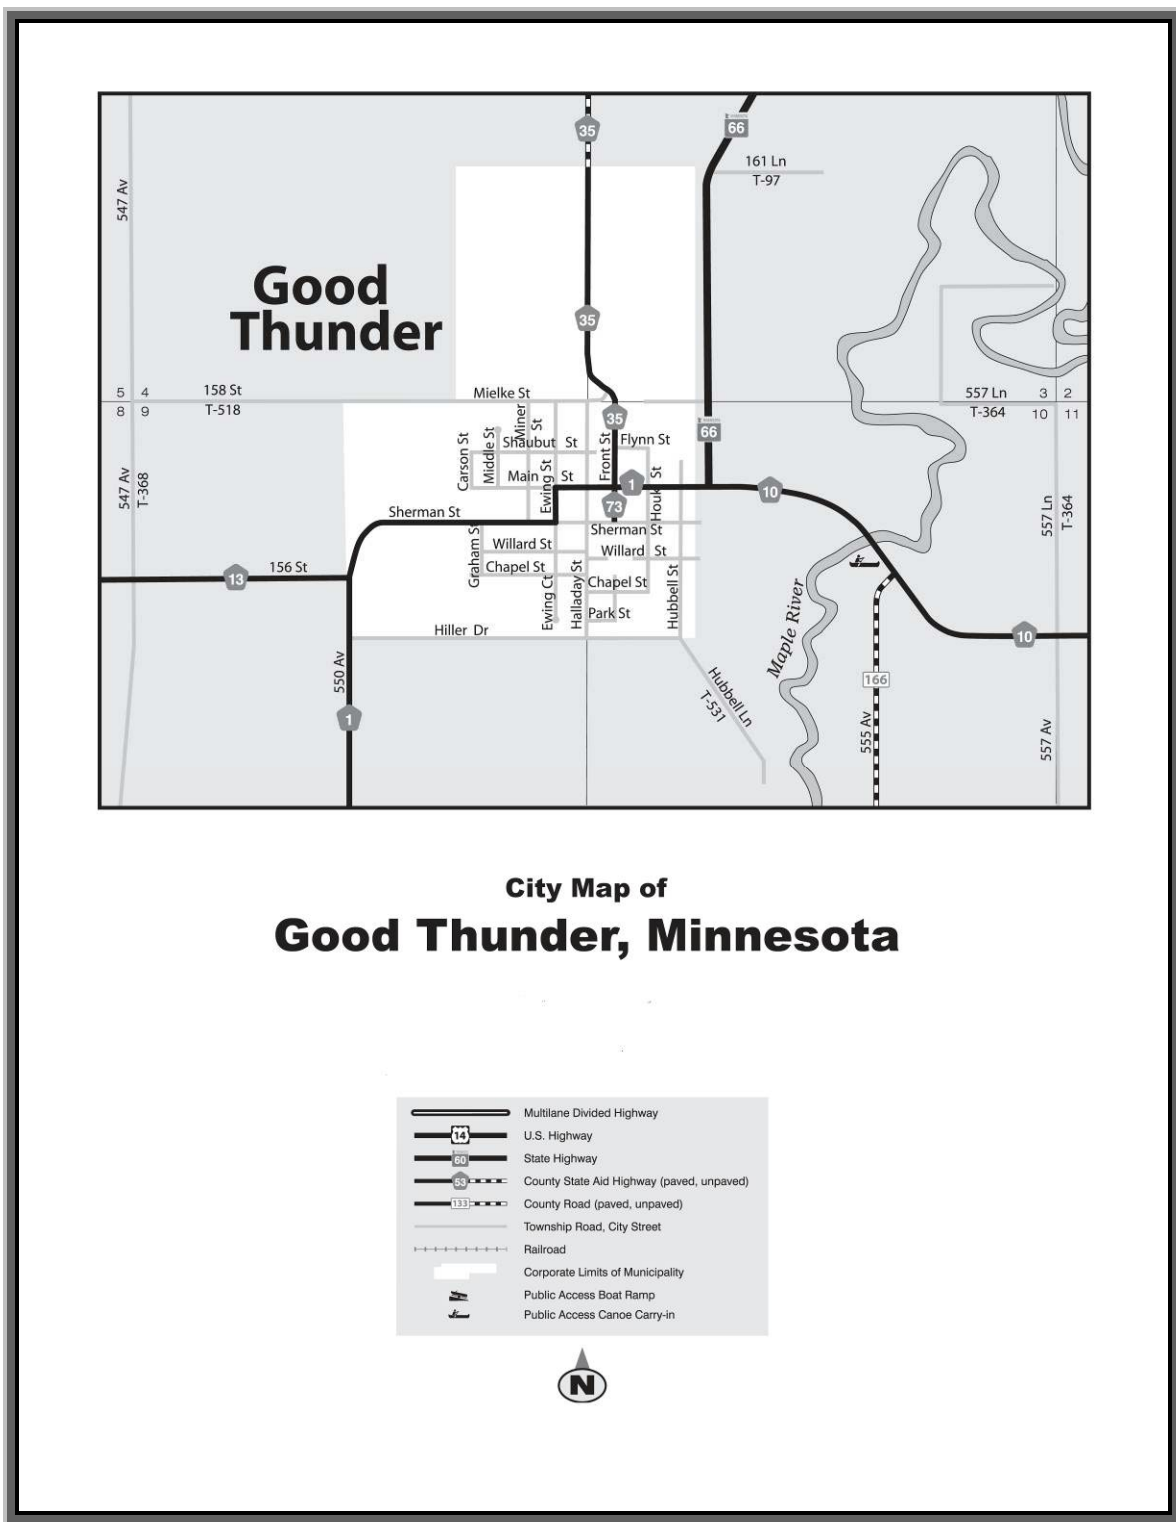 35
66
161 Ln
T-97
547 Av
Good
Thunder
35
5 4
158 St
Mielke St
557 Ln
3 2
8 9
T-518
T-364
10 11
35
66
Miner
St
Flynn St
Shaubut St
Carson St
Middle St
Front St
Main St
Ewing St
1
Houk St
10
547 Av
T-368
73
557 Ln
T-364
Sherman St
Sherman St
Graham St
Willard St
Willard St
156 St
13
Chapel St
Chapel St
Ewing Ct
Halladay St
Park St
Hubbell St
Maple River
Hiller Dr
10
550 Av
Hubbell Ln
T-531
166
1
555 Av
557 Av
City Map of
Good Thunder, Minnesota
Multilane Divided Highway
14 U.S. Highway
60 State Highway
53 County State Aid Highway (paved, unpaved)
133 County Road (paved, unpaved)
Township Road, City Street
Railroad
Corporate Limits of Municipality
Public Access Boat Ramp
Public Access Canoe Carry-in
N